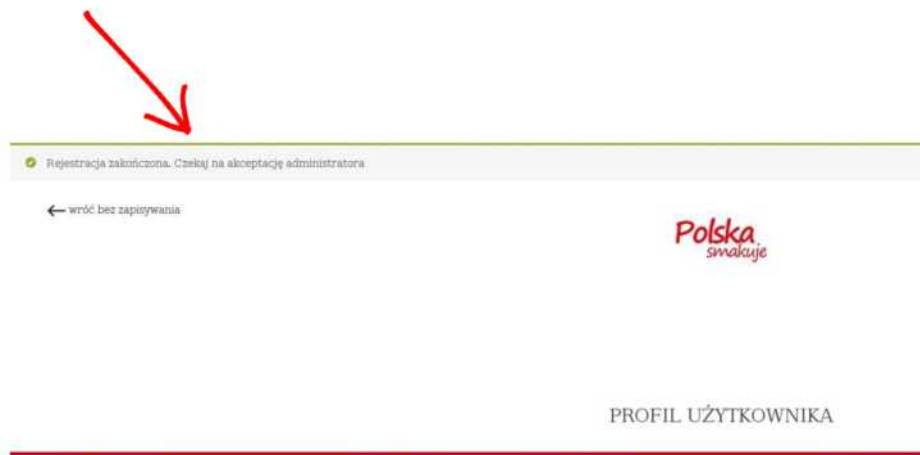 Rejestracja zakończona. Czekaj na akceptację administratora
wróć bez zapisywania
Polska
smakuje
PROFIL UŻYTKOWNIKA